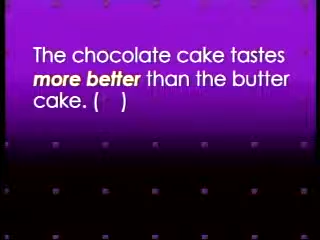 The chocolate cake tastes
more better than the butter
cake. (   )